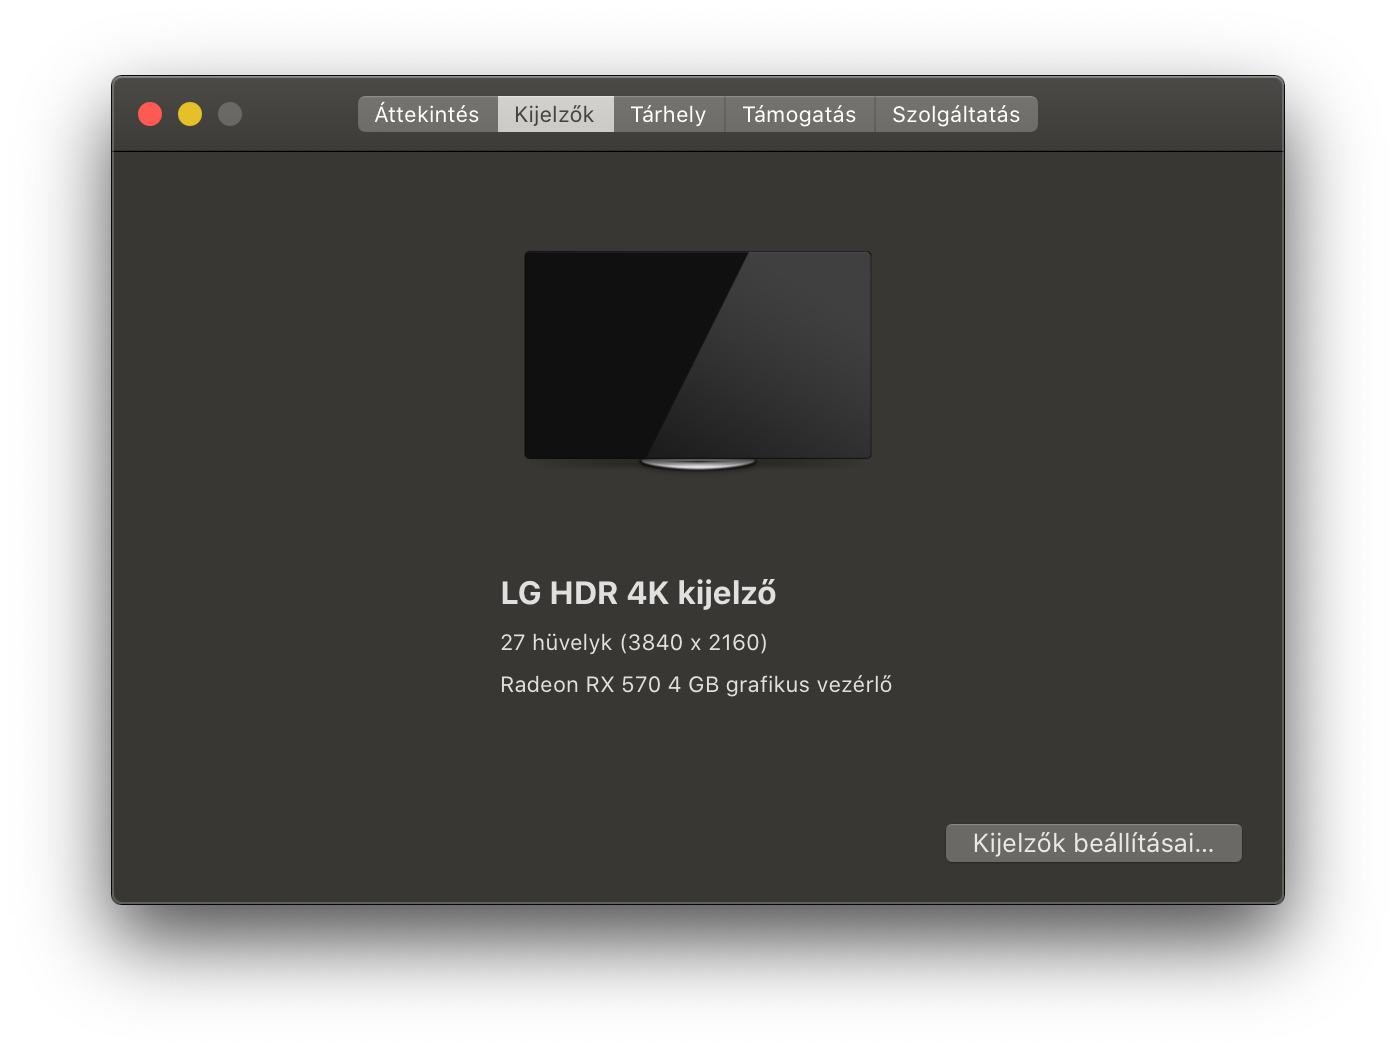 Áttekintés Kijelzők Tárhely Támogatás Szolgáltatás
LG HDR 4K kijelző
27 hüvelyk (3840 x 2160)
Radeon RX 570 4 GB grafikus vezérlő
Kijelzők beállításai...